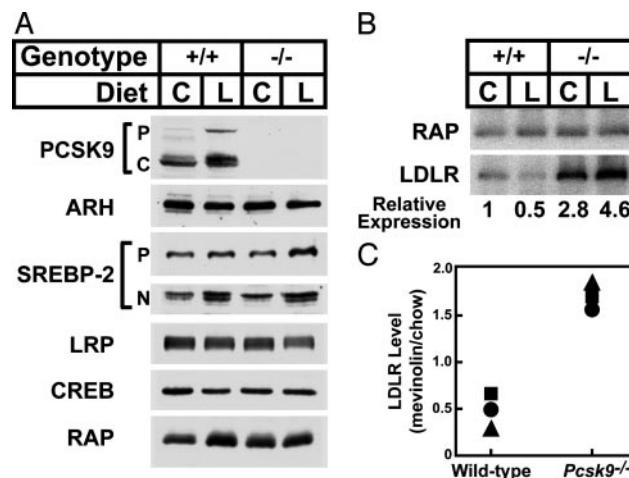 A
Genotype +/+ -/-
Diet C L C L
PCSK9 P
C
ARH
SREBP-2 P
N
LRP
CREB
RAP
B
+/+ -/-
C L C L
RAP
LDLR
Relative Expression 1 0.5 2.8 4.6
C
LDLR Level
(mevinolin/chow)
2.0
1.5
1.0
0.5
0
Wild-type Pcsk9-/-